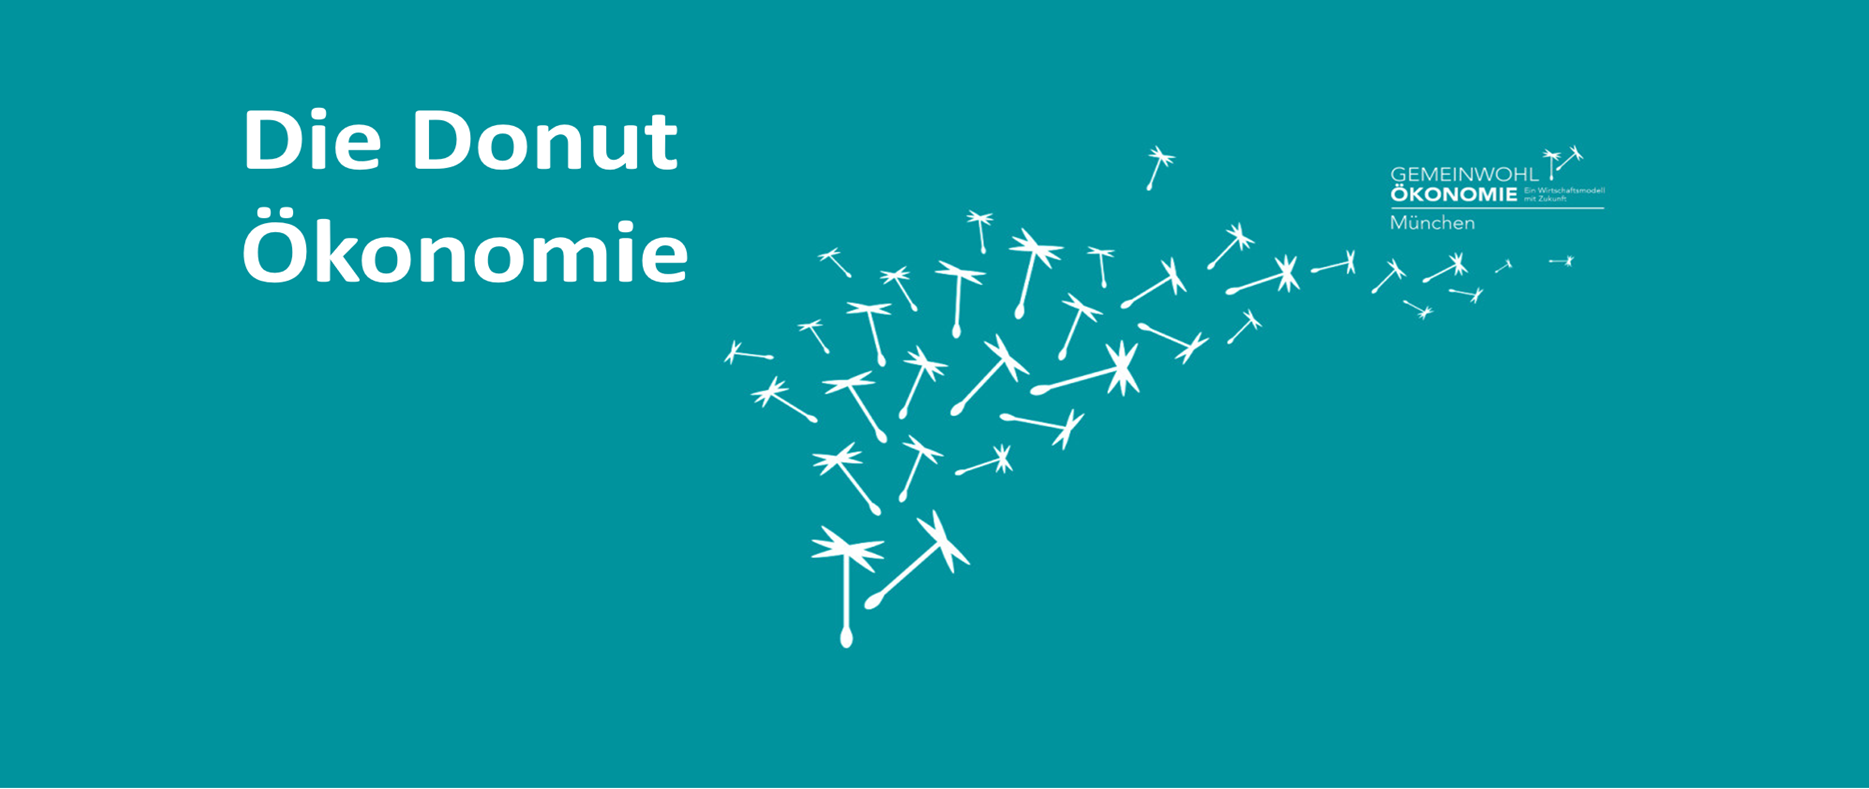 Die Donut
Ökonomie
GEMEINWOHL
ÖKONOMIE Ein Wirtschaftsmodell
mit Zukunft
München